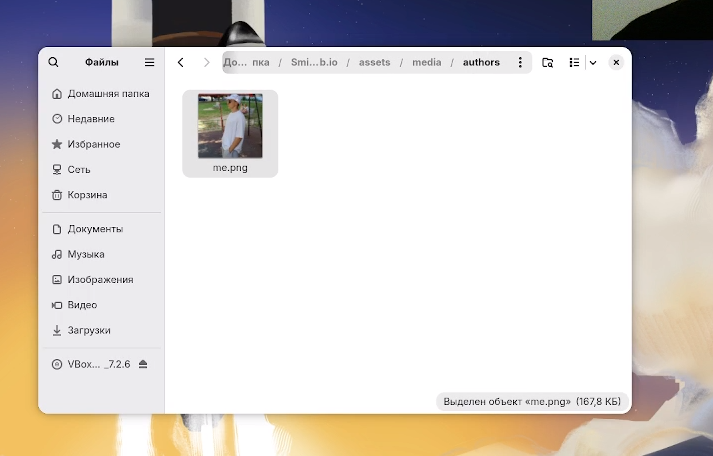 Файлы
До... пка / Smi...b.io / assets / media / authors
Домашняя папка
Недавние
Избранное
Сеть
Корзина
Документы
Музыка
Изображения
Видео
Загрузки
VBox... _7.2.6
me.png
Выделен объект «me.png» (167,8 КБ)